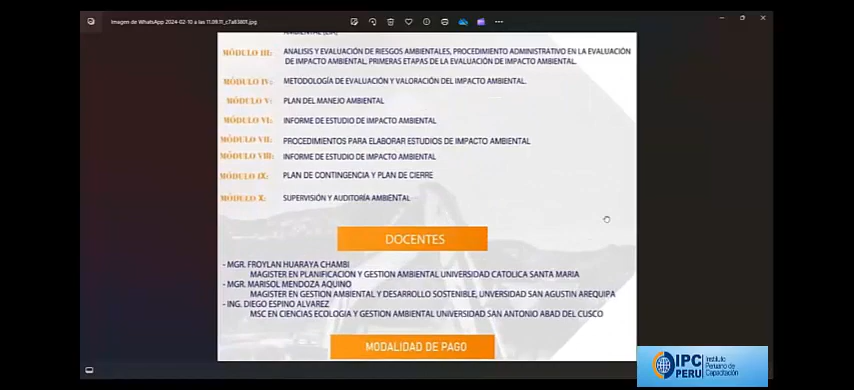 Imagen de WhatsApp 2024-02-10 a las 11.09.11_c7a83801.jpg
AMBIENTAL (EIA)
MÓDULO III: ANALISIS Y EVALUACIÓN DE RIESGOS AMBIENTALES, PROCEDIMIENTO ADMINISTRATIVO EN LA EVALUACIÓN
DE IMPACTO AMBIENTAL, PRIMERAS ETAPAS DE LA EVALUACIÓN DE IMPACTO AMBIENTAL.
MÓDULO IV: METODOLOGÍA DE EVALUACIÓN Y VALORACIÓN DEL IMPACTO AMBIENTAL.
MÓDULO V: PLAN DEL MANEJO AMBIENTAL
MÓDULO VI: INFORME DE ESTUDIO DE IMPACTO AMBIENTAL
MÓDULO VII: PROCEDIMIENTOS PARA ELABORAR ESTUDIOS DE IMPACTO AMBIENTAL
MÓDULO VIII: INFORME DE ESTUDIO DE IMPACTO AMBIENTAL
MÓDULO IX: PLAN DE CONTINGENCIA Y PLAN DE CIERRE
MÓDULO X: SUPERVISIÓN Y AUDITORÍA AMBIENTAL
DOCENTES
- MGR. FROYLAN HUARAYA CHAMBI
MAGISTER EN PLANIFICACION Y GESTION AMBIENTAL UNIVERSIDAD CATOLICA SANTA MARIA
- MGR. MARISOL MENDOZA AQUINO
MAGISTER EN GESTION AMBIENTAL Y DESARROLLO SOSTENIBLE, UNVERSIDAD SAN AGUSTIN AREQUIPA
- ING. DIEGO ESPINO ALVAREZ
MSC EN CIENCIAS ECOLOGIA Y GESTION AMBIENTAL UNIVERSIDAD SAN ANTONIO ABAD DEL CUSCO
MODALIDAD DE PAGO
IPC PERU
Instituto
Peruano de
Capacitación